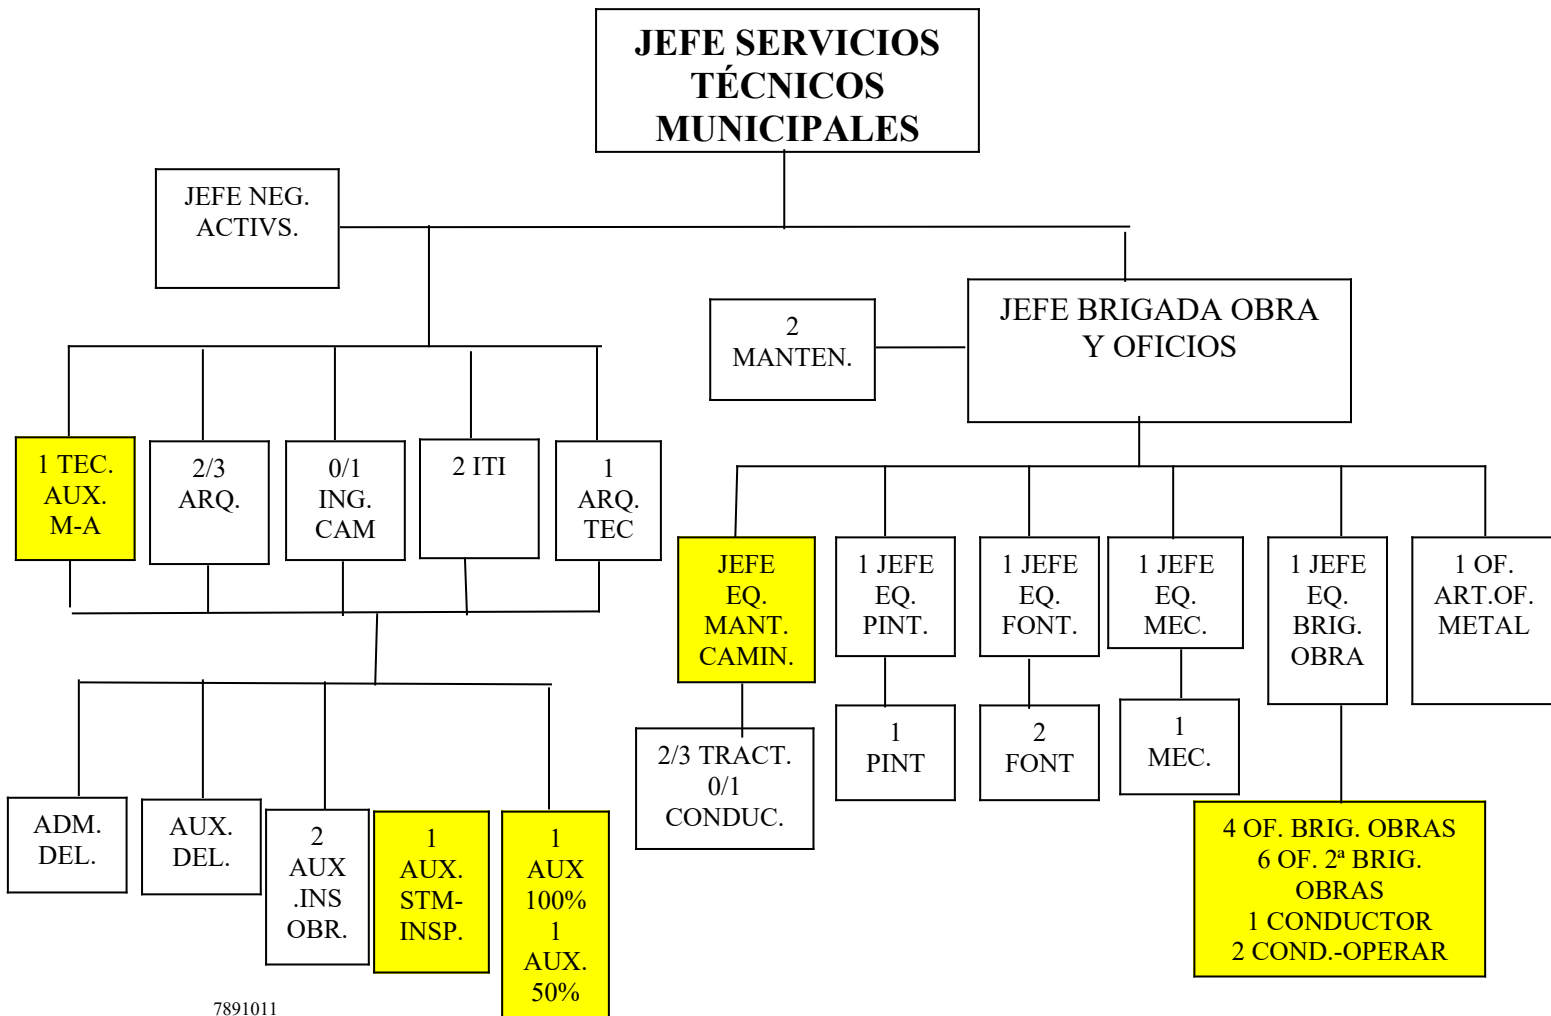 JEFE SERVICIOS
TÉCNICOS
MUNICIPALES
JEFE NEG.
ACTIVS.
2
MANTEN.
JEFE BRIGADA OBRA
Y OFICIOS
1 TEC.
AUX.
M-A
2/3
ARQ.
0/1
ING.
CAM
2 ITI
1
ARQ.
TEC
JEFE
EQ.
MANT.
CAMIN.
1 JEFE
EQ.
PINT.
1 JEFE
EQ.
FONT.
1 JEFE
EQ.
MEC.
1 JEFE
EQ.
BRIG.
OBRA
1 OF.
ART.OF.
METAL
2/3 TRACT.
0/1
CONDUC.
1
PINT
2
FONT
1
MEC.
4 OF. BRIG. OBRAS
6 OF. 2ª BRIG.
OBRAS
1 CONDUCTOR
2 COND.-OPERAR
ADM.
DEL.
AUX.
DEL.
2
AUX
.INS
OBR.
1
AUX.
STM-
INSP.
1
AUX
100%
1
AUX.
50%
7891011